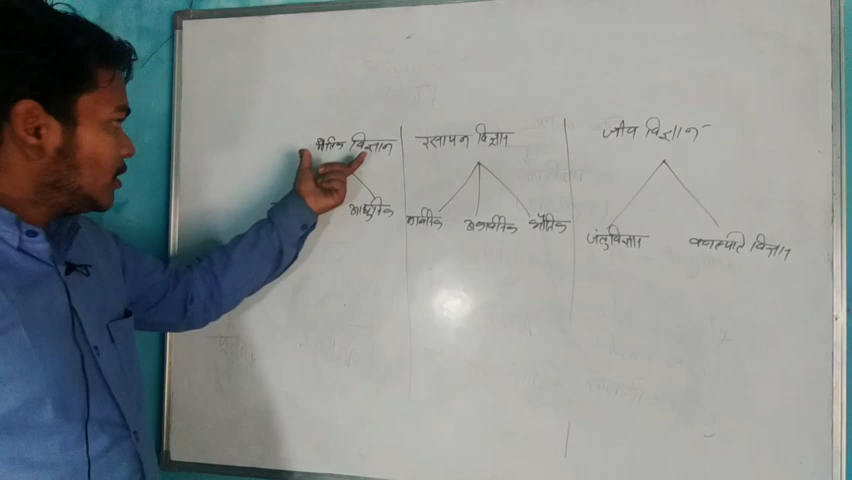 भौतिक विज्ञान
आधुनिक
रसायन विज्ञान
कार्बनिक अकार्बनिक भौतिक
जीव विज्ञान
जंतुविज्ञान वनस्पति विज्ञान